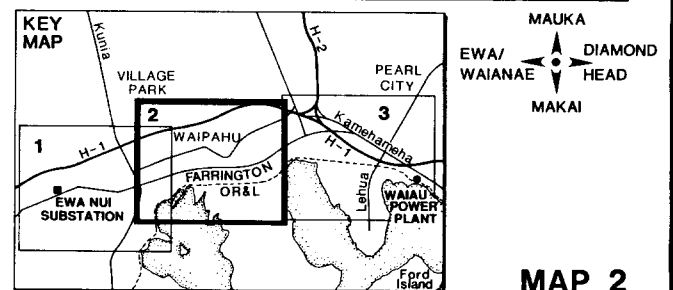 KEY
MAP
Kunia
H-2
VILLAGE
PARK
PEARL
CITY
1
2
3
WAIPAHU
H-1
Kamehameha
H-1
FARRINGTON
OR&L
EWA NUI
SUBSTATION
Lehua
WAIAU
POWER
PLANT
Ford
Island
H-1
MAUKA
EWA/
WAIANAE
DIAMOND
HEAD
MAKAI
MAP 2